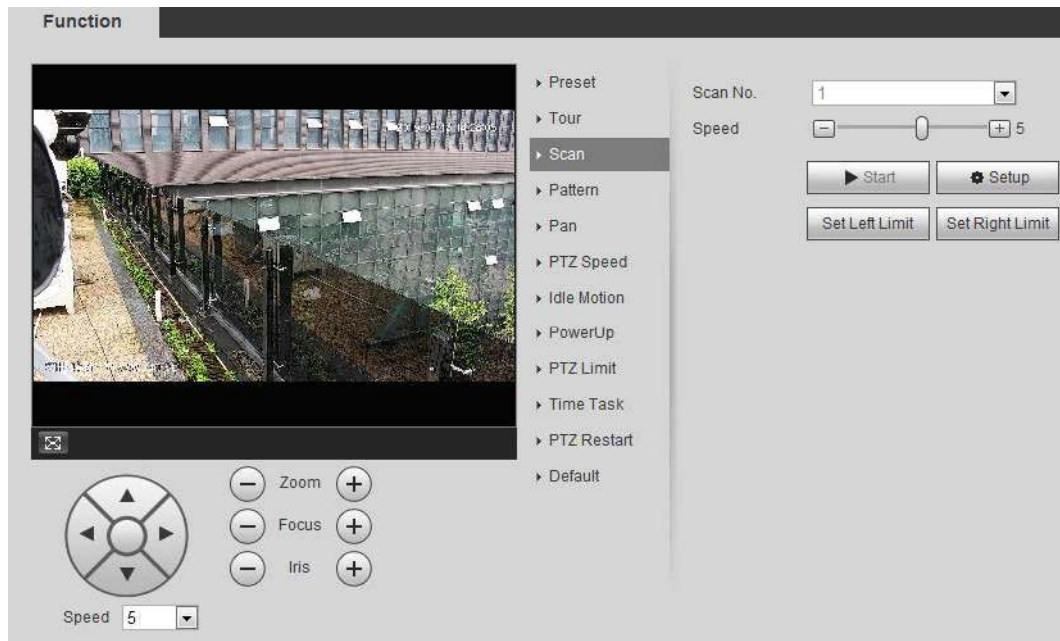 Function
Preset
Tour
Scan
Pattern
Pan
PTZ Speed
Idle Motion
PowerUp
PTZ Limit
Time Task
PTZ Restart
Default
Scan No.
1
Speed
5
Start
Setup
Set Left Limit
Set Right Limit
Zoom
Focus
Iris
Speed
5